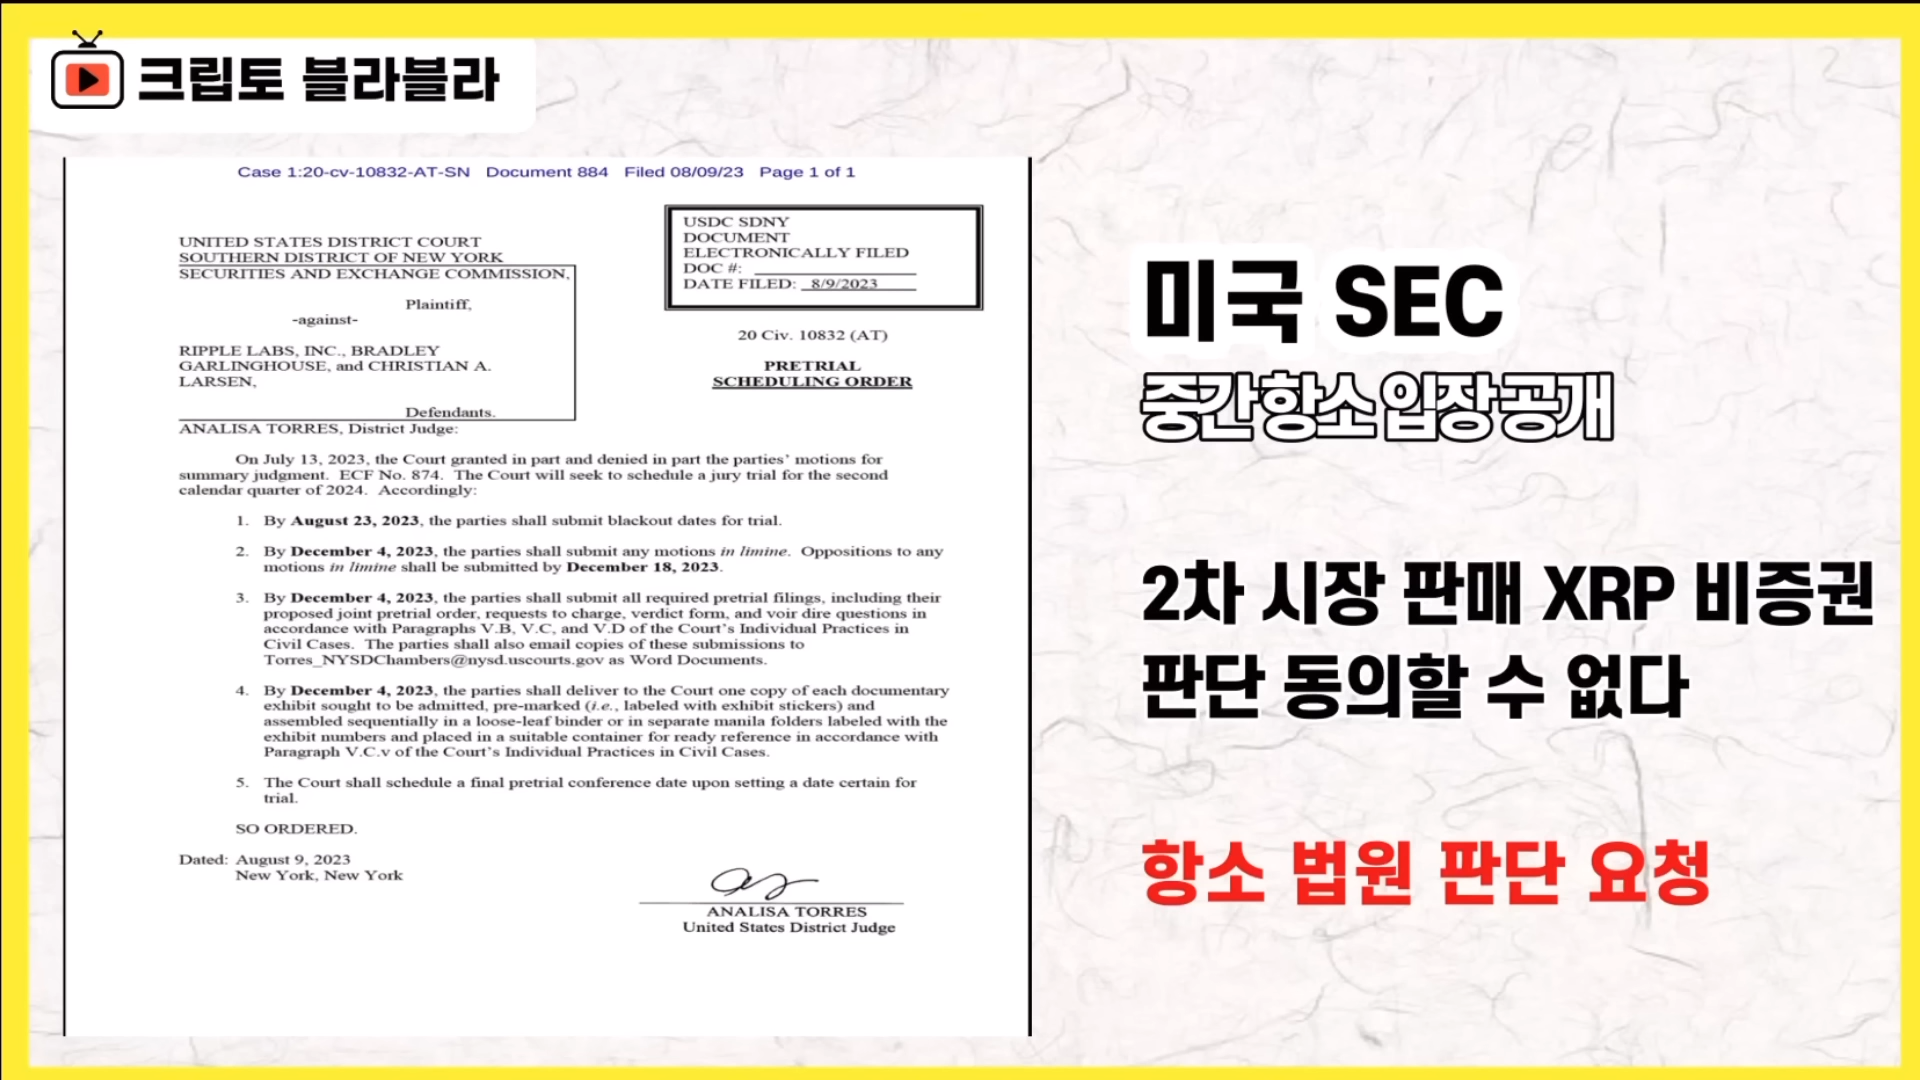 크립토 블라블라
Case 1:20-cv-10832-AT-SN Document 884 Filed 08/09/23 Page 1 of 1
UNITED STATES DISTRICT COURT
SOUTHERN DISTRICT OF NEW YORK
SECURITIES AND EXCHANGE COMMISSION,
Plaintiff,
-against-
RIPPLE LABS, INC., BRADLEY
GARLINGHOUSE, and CHRISTIAN A.
LARSEN,
Defendants.
USDC SDNY
DOCUMENT
ELECTRONICALLY FILED
DOC #:
DATE FILED: 8/9/2023
20 Civ. 10832 (AT)
PRETRIAL
SCHEDULING ORDER
ANALISA TORRES, District Judge:
On July 13, 2023, the Court granted in part and denied in part the parties’ motions for
summary judgment. ECF No. 874. The Court will seek to schedule a jury trial for the second
calendar quarter of 2024. Accordingly:
1. By August 23, 2023, the parties shall submit blackout dates for trial.
2. By December 4, 2023, the parties shall submit any motions in limine. Oppositions to any
motions in limine shall be submitted by December 18, 2023.
3. By December 4, 2023, the parties shall submit all required pretrial filings, including their
proposed joint pretrial order, requests to charge, verdict form, and voir dire questions in
accordance with Paragraphs V.B, V.C, and V.D of the Court’s Individual Practices in
Civil Cases. The parties shall also email copies of these submissions to
Torres_NYSDChambers@nysd.uscourts.gov as Word Documents.
4. By December 4, 2023, the parties shall deliver to the Court one copy of each documentary
exhibit sought to be admitted, pre-marked (i.e., labeled with exhibit stickers) and
assembled sequentially in a loose-leaf binder or in separate manila folders labeled with the
exhibit numbers and placed in a suitable container for ready reference in accordance with
Paragraph V.C.v of the Court’s Individual Practices in Civil Cases.
5. The Court shall schedule a final pretrial conference date upon setting a date certain for
trial.
SO ORDERED.
Dated: August 9, 2023
New York, New York
ANALISA TORRES
United States District Judge
미국 SEC
중간 항소 입장 공개
2차 시장 판매 XRP 비증권
판단 동의할 수 없다
항소 법원 판단 요청